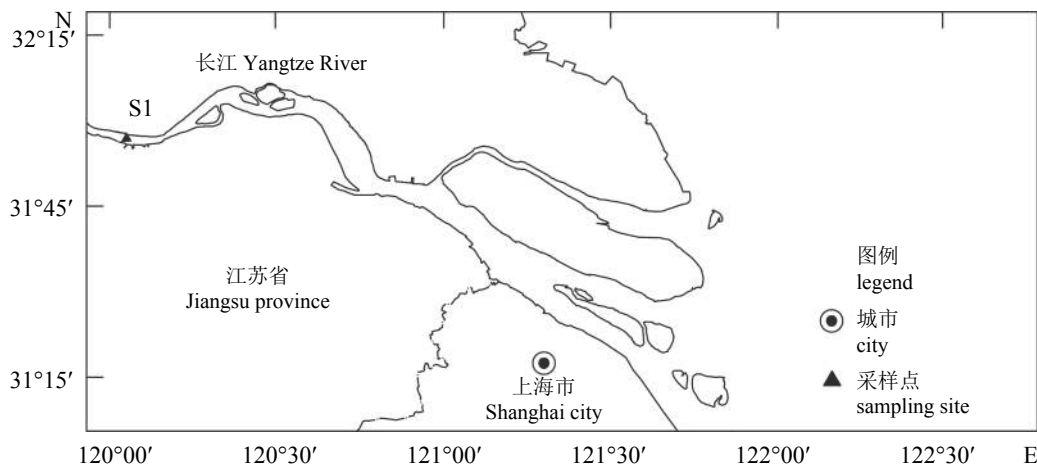 N
32°15′
长江 Yangtze River
S1
31°45′
江苏省
Jiangsu province
图例
legend
城市
city
31°15′
上海市
Shanghai city
采样点
sampling site
120°00′ 120°30′ 121°00′ 121°30′ 122°00′ 122°30′ E